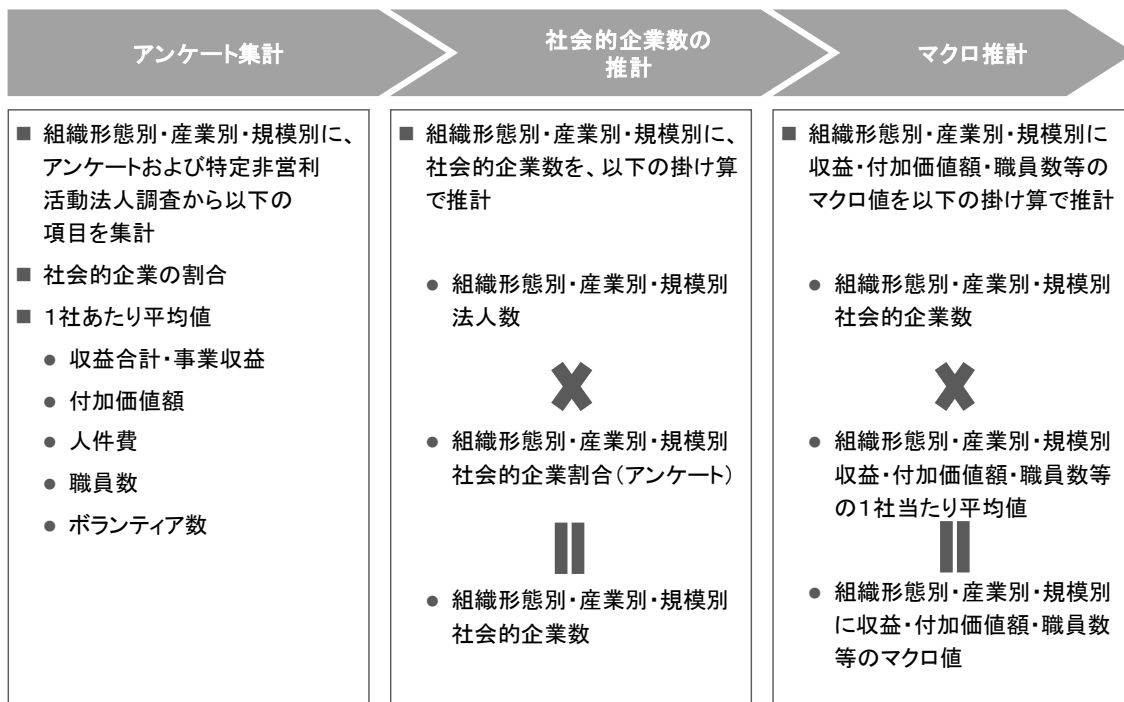 アンケート集計
社会的企業数の
推計
マクロ推計
■ 組織形態別・産業別・規模別に、
アンケートおよび特定非営利
活動法人調査から以下の
項目を集計
■ 社会的企業の割合
■ 1社あたり平均値
● 収益合計・事業収益
● 付加価値額
● 人件費
● 職員数
● ボランティア数
■ 組織形態別・産業別・規模別に、
社会的企業数を、以下の掛け算
で推計
● 組織形態別・産業別・規模別
法人数
● 組織形態別・産業別・規模別
社会的企業割合(アンケート)
● 組織形態別・産業別・規模別
社会的企業数
■ 組織形態別・産業別・規模別に
収益・付加価値額・職員数等の
マクロ値を以下の掛け算で推計
● 組織形態別・産業別・規模別
社会的企業数
● 組織形態別・産業別・規模別
収益・付加価値額・職員数等
の1社当たり平均値
● 組織形態別・産業別・規模別
に収益・付加価値額・職員数
等のマクロ値